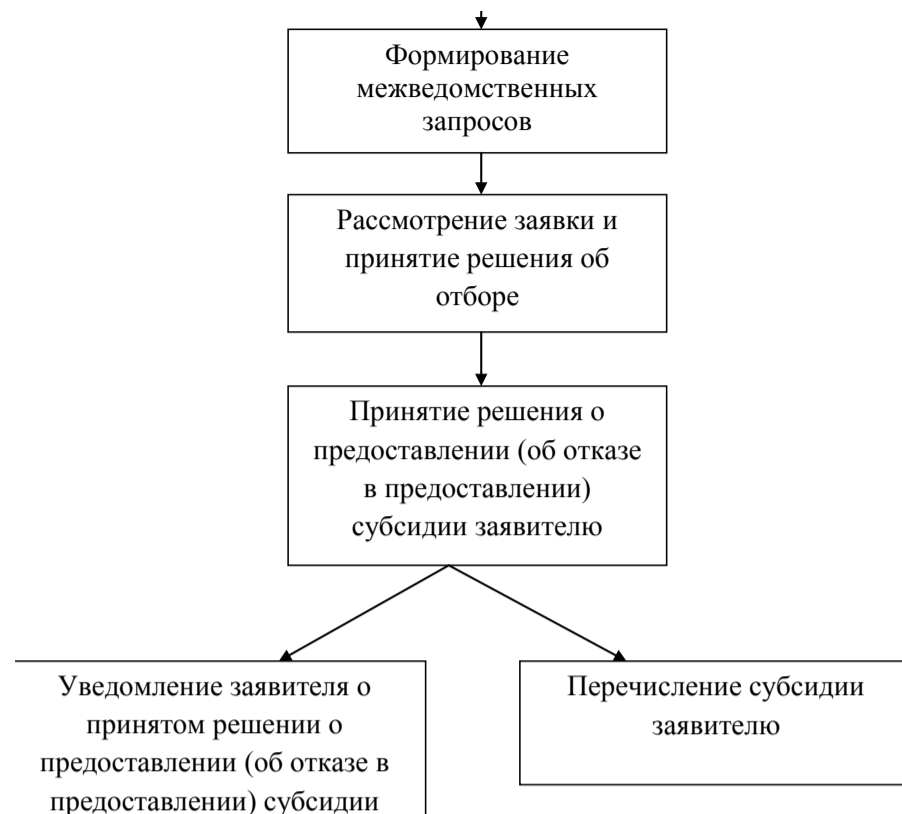 Формирование
межведомственных
запросов
Рассмотрение заявки и
принятие решения об
отборе
Принятие решения о
предоставлении (об отказе
в предоставлении)
субсидии заявителю
Уведомление заявителя о
принятом решении о
предоставлении (об отказе в
предоставлении) субсидии
Перечисление субсидии
заявителю